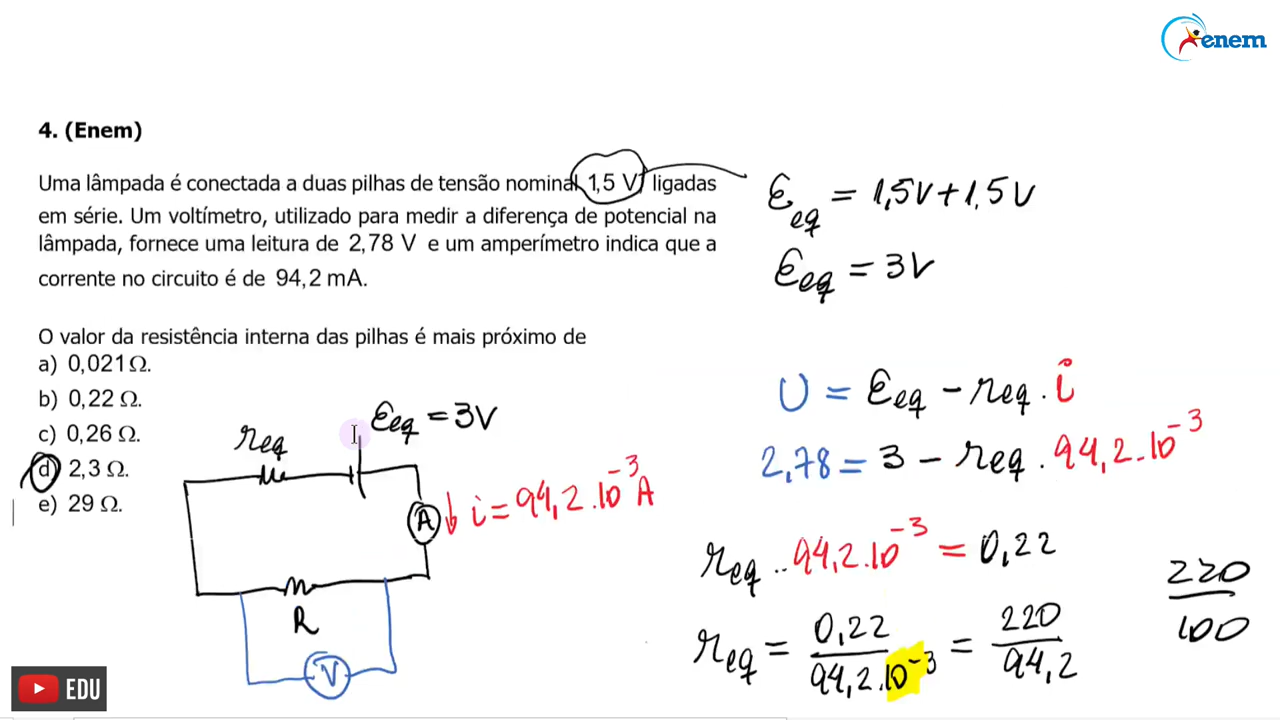 enem
4. (Enem)
Uma lâmpada é conectada a duas pilhas de tensão nominal 1,5 V, ligadas
em série. Um voltímetro, utilizado para medir a diferença de potencial na
lâmpada, fornece uma leitura de 2,78 V e um amperímetro indica que a
corrente no circuito é de 94,2 mA.
O valor da resistência interna das pilhas é mais próximo de
a) 0,021 Ω.
b) 0,22 Ω.
c) 0,26 Ω.
d) 2,3 Ω.
e) 29 Ω.
req
Eeq = 3V
A
i = 94,2.10⁻³A
R
V
Eeq = 1,5V + 1,5V
Eeq = 3V
U = Eeq - req . i
2,78 = 3 - req . 94,2.10⁻³
req .. 94,2.10⁻³ = 0,22
req = 0,22/94,2.10⁻³ = 220/94,2
220
100
EDU